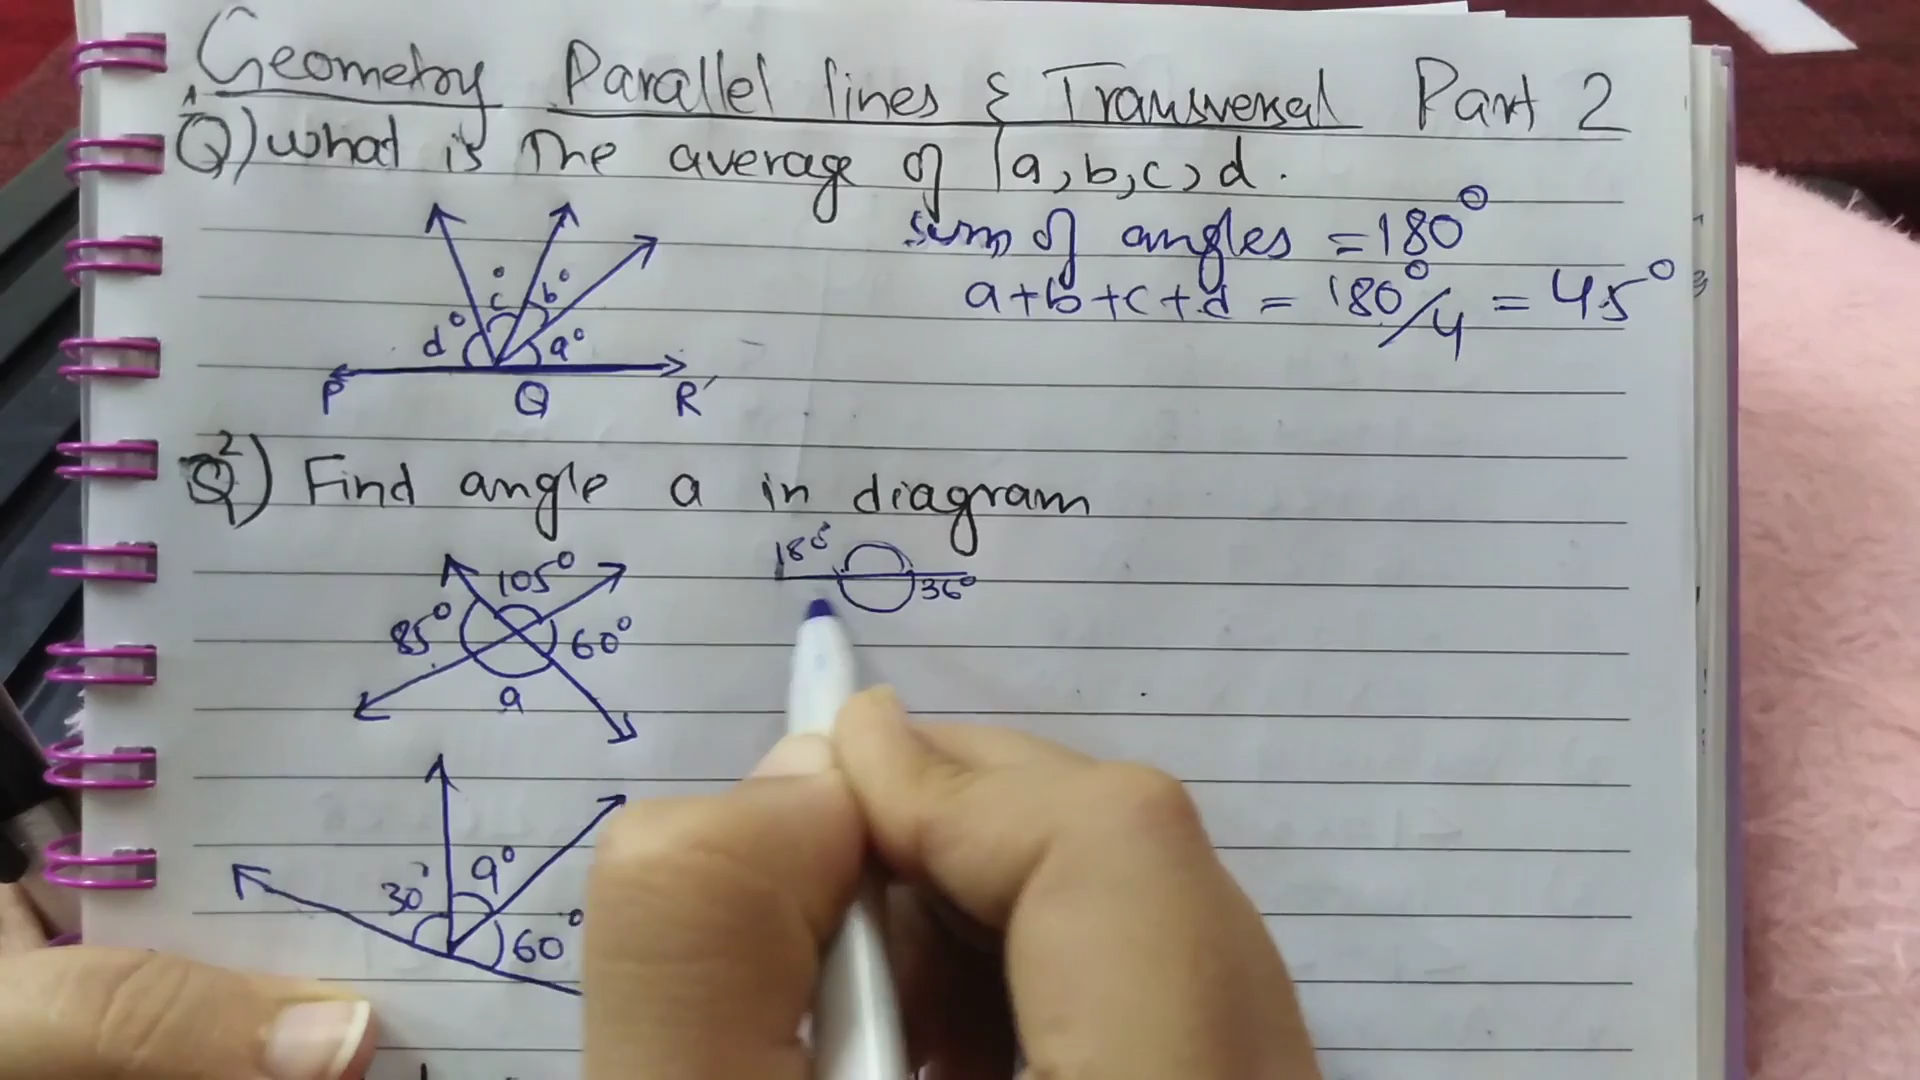 Geometry Parallel lines & Transversal Part 2
Q) what is The average of a, b, c, d.
sum of angles = 180°
a + b + c + d = 180°/4 = 45°
d° c° b° a°
P Q R
Q2) Find angle a in diagram
180°
36°
105°
85° 60°
a
30° a°
60°